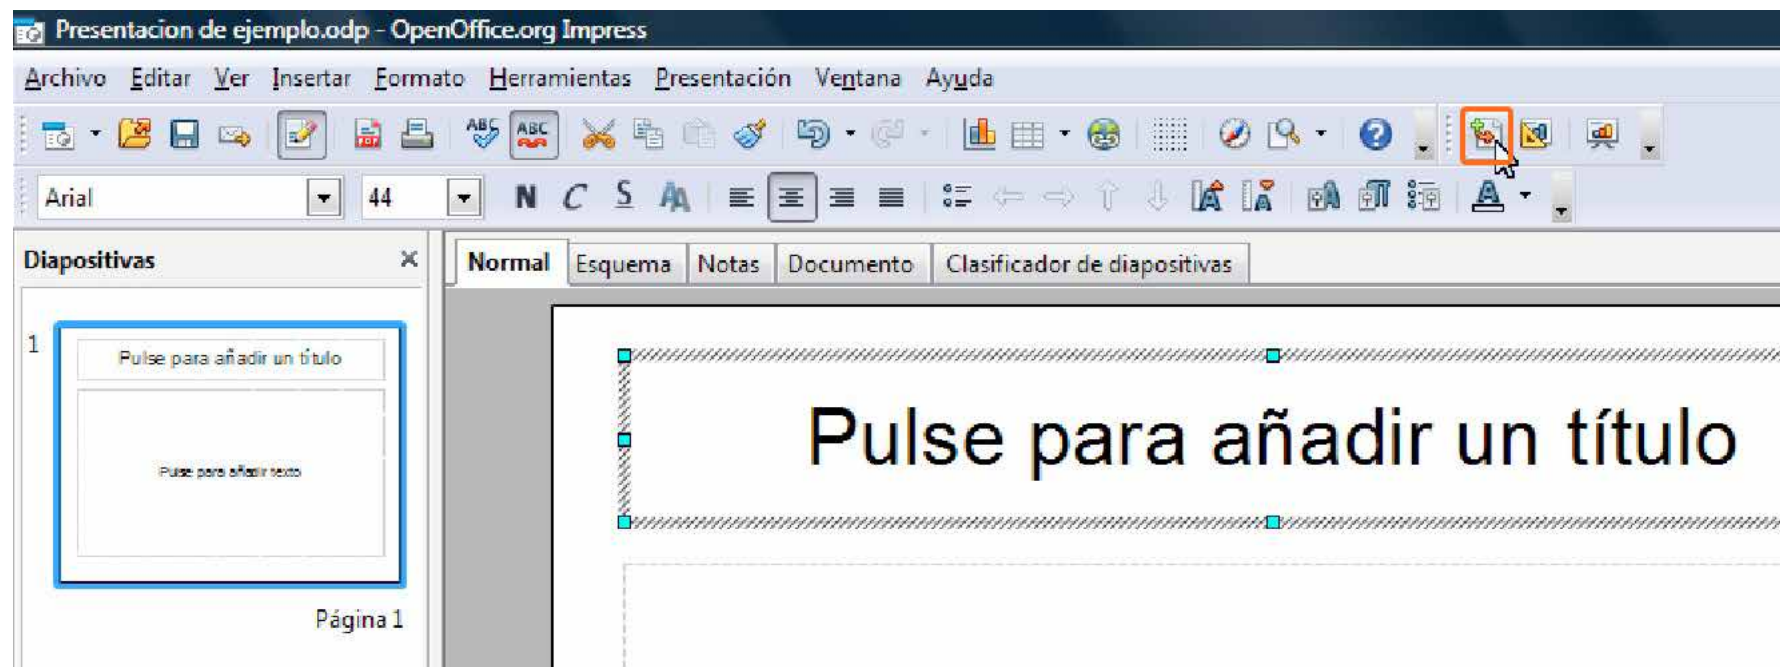 Presentacion de ejemplo.odp - OpenOffice.org Impress
Archivo Editar Ver Insertar Formato Herramientas Presentación Ventana Ayuda
ABC ABC
Arial 44 N C S A
Diapositivas
Normal Esquema Notas Documento Clasificador de diapositivas
1
Pulse para añadir un título
Pulse para añadir texto
Página 1
Pulse para añadir un título